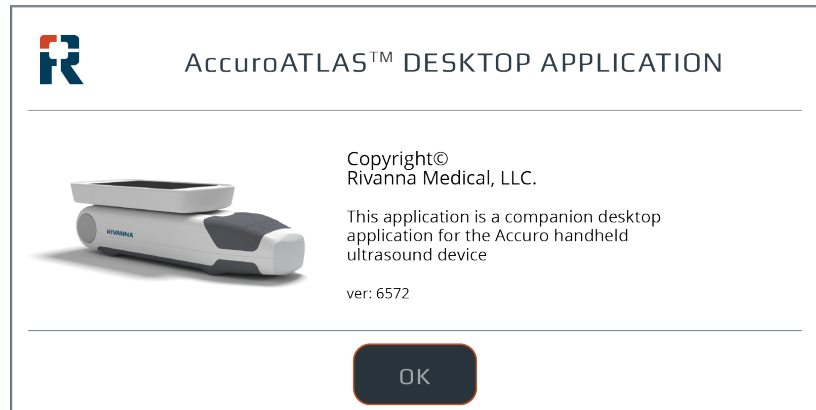 AccuroATLAS™ DESKTOP APPLICATION
Copyright©
Rivanna Medical, LLC.
This application is a companion desktop
application for the Accuro handheld
ultrasound device
RIVANNA
ver: 6572
OK